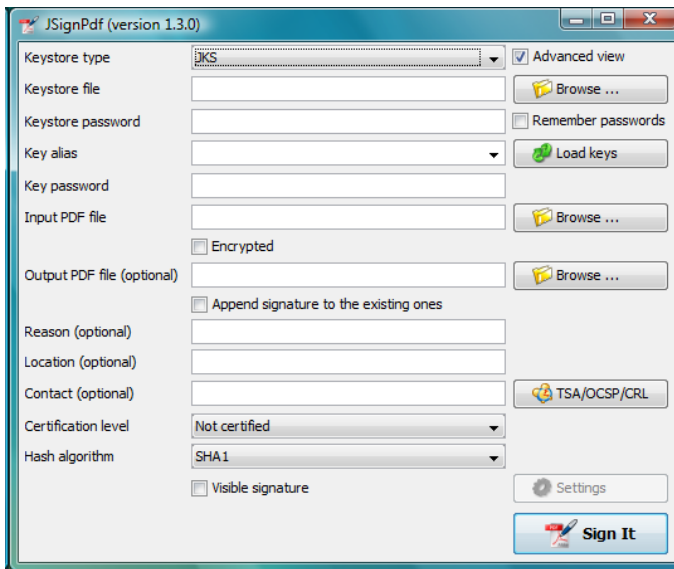 JSignPdf (version 1.3.0)
Keystore type JKS Advanced view
Keystore file Browse ...
Keystore password Remember passwords
Key alias Load keys
Key password
Input PDF file Browse ...
Encrypted
Output PDF file (optional) Browse ...
Append signature to the existing ones
Reason (optional)
Location (optional)
Contact (optional) TSA/OCSP/CRL
Certification level Not certified
Hash algorithm SHA1
Visible signature Settings
Sign It